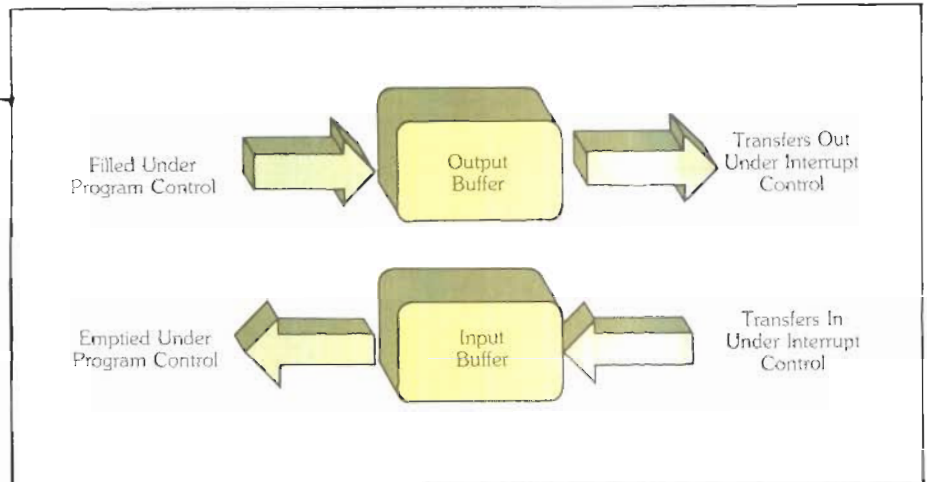 Filled Under
Program Control
Output
Buffer
Transfers Out
Under Interrupt
Control
Emptied Under
Program Control
Input
Buffer
Transfers In
Under Interrupt
Control